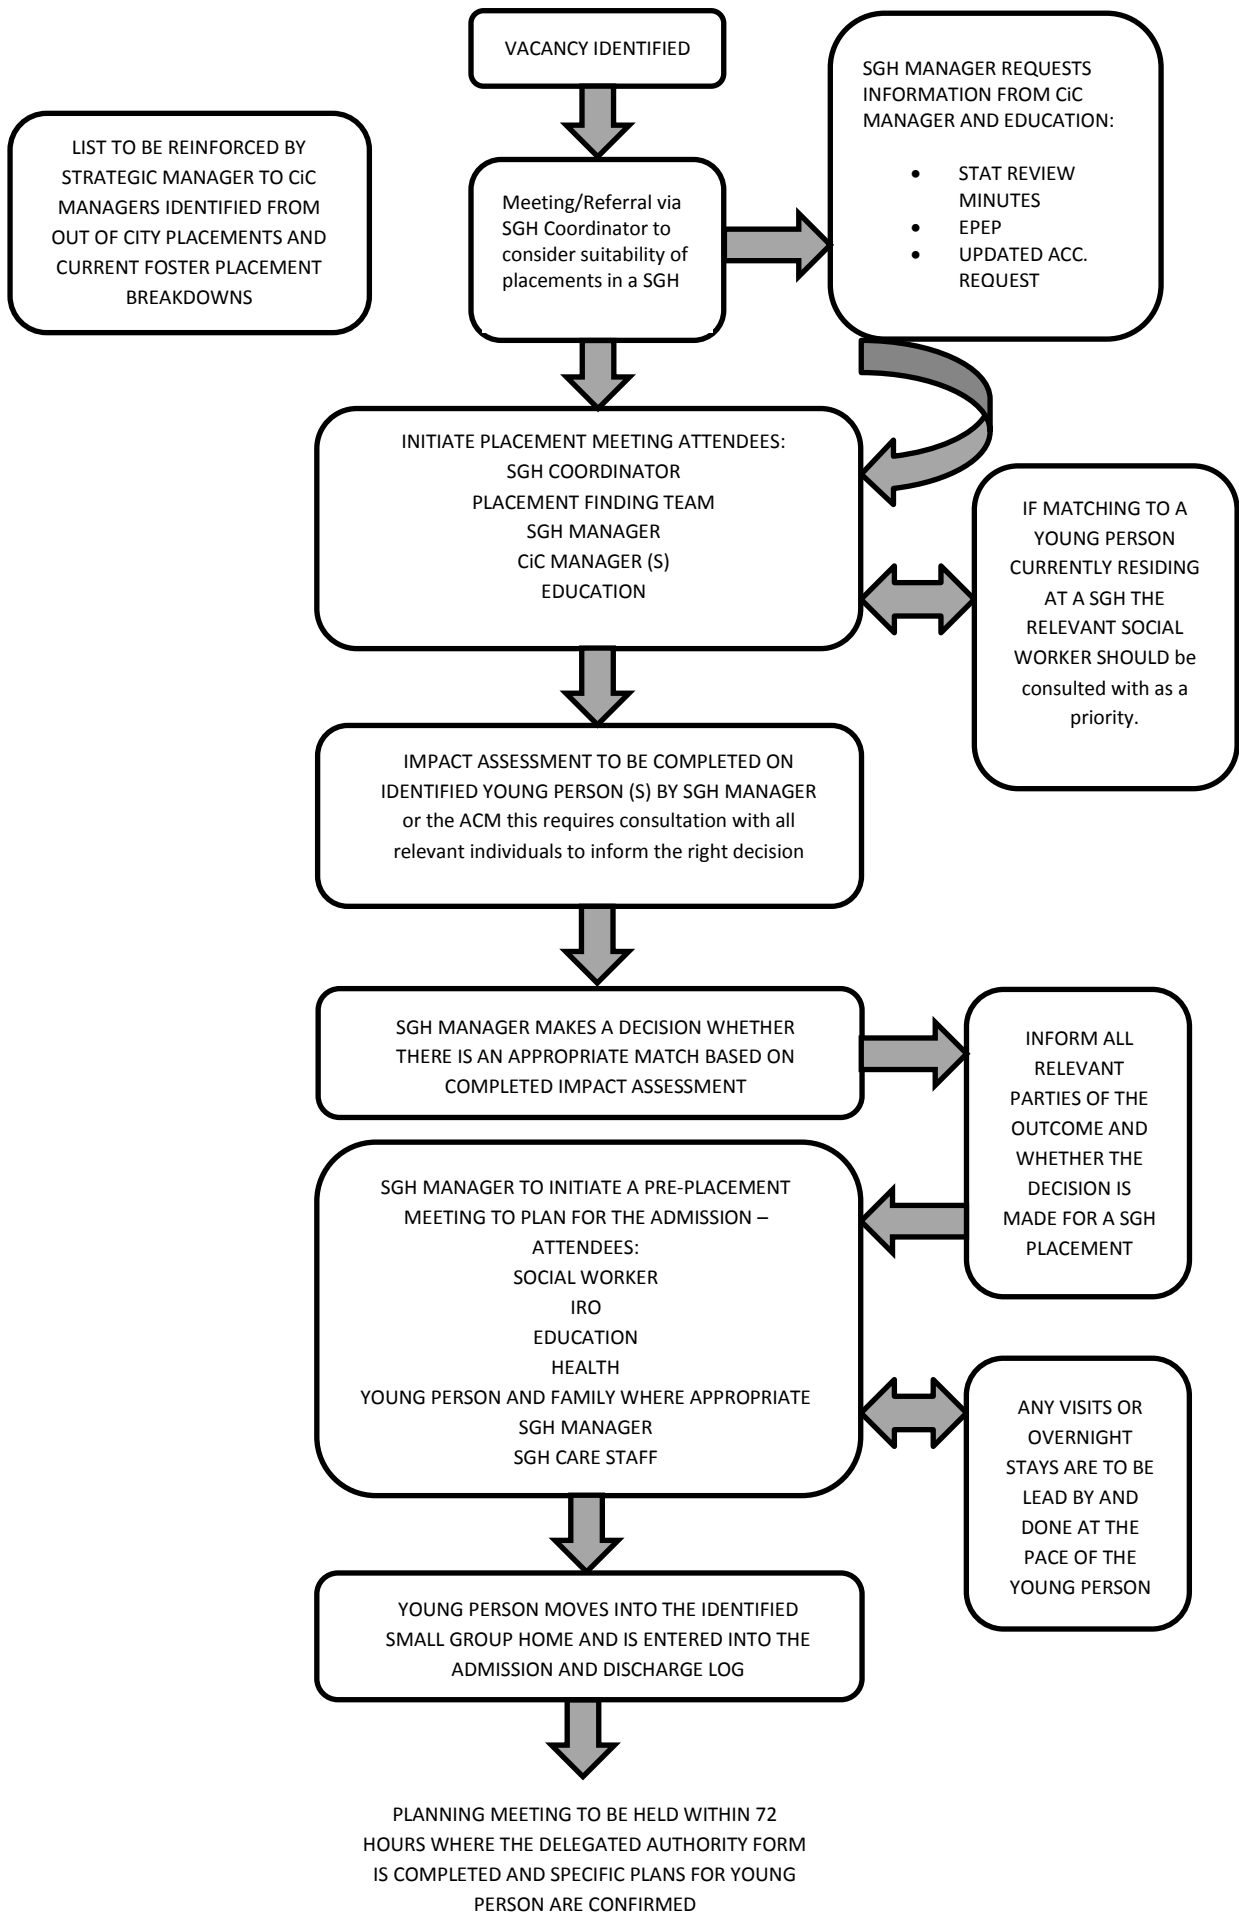 VACANCY IDENTIFIED
SGH MANAGER REQUESTS
INFORMATION FROM CiC
MANAGER AND EDUCATION:
• STAT REVIEW
MINUTES
• EPEP
• UPDATED ACC.
REQUEST
LIST TO BE REINFORCED BY
STRATEGIC MANAGER TO CiC
MANAGERS IDENTIFIED FROM
OUT OF CITY PLACEMENTS AND
CURRENT FOSTER PLACEMENT
BREAKDOWNS
Meeting/Referral via
SGH Coordinator to
consider suitability of
placements in a SGH
INITIATE PLACEMENT MEETING ATTENDEES:
SGH COORDINATOR
PLACEMENT FINDING TEAM
SGH MANAGER
CiC MANAGER (S)
EDUCATION
IF MATCHING TO A
YOUNG PERSON
CURRENTLY RESIDING
AT A SGH THE
RELEVANT SOCIAL
WORKER SHOULD be
consulted with as a
priority.
IMPACT ASSESSMENT TO BE COMPLETED ON
IDENTIFIED YOUNG PERSON (S) BY SGH MANAGER
or the ACM this requires consultation with all
relevant individuals to inform the right decision
SGH MANAGER MAKES A DECISION WHETHER
THERE IS AN APPROPRIATE MATCH BASED ON
COMPLETED IMPACT ASSESSMENT
INFORM ALL
RELEVANT
PARTIES OF THE
OUTCOME AND
WHETHER THE
DECISION IS
MADE FOR A SGH
PLACEMENT
SGH MANAGER TO INITIATE A PRE-PLACEMENT
MEETING TO PLAN FOR THE ADMISSION –
ATTENDEES:
SOCIAL WORKER
IRO
EDUCATION
HEALTH
YOUNG PERSON AND FAMILY WHERE APPROPRIATE
SGH MANAGER
SGH CARE STAFF
ANY VISITS OR
OVERNIGHT
STAYS ARE TO BE
LEAD BY AND
DONE AT THE
PACE OF THE
YOUNG PERSON
YOUNG PERSON MOVES INTO THE IDENTIFIED
SMALL GROUP HOME AND IS ENTERED INTO THE
ADMISSION AND DISCHARGE LOG
PLANNING MEETING TO BE HELD WITHIN 72
HOURS WHERE THE DELEGATED AUTHORITY FORM
IS COMPLETED AND SPECIFIC PLANS FOR YOUNG
PERSON ARE CONFIRMED